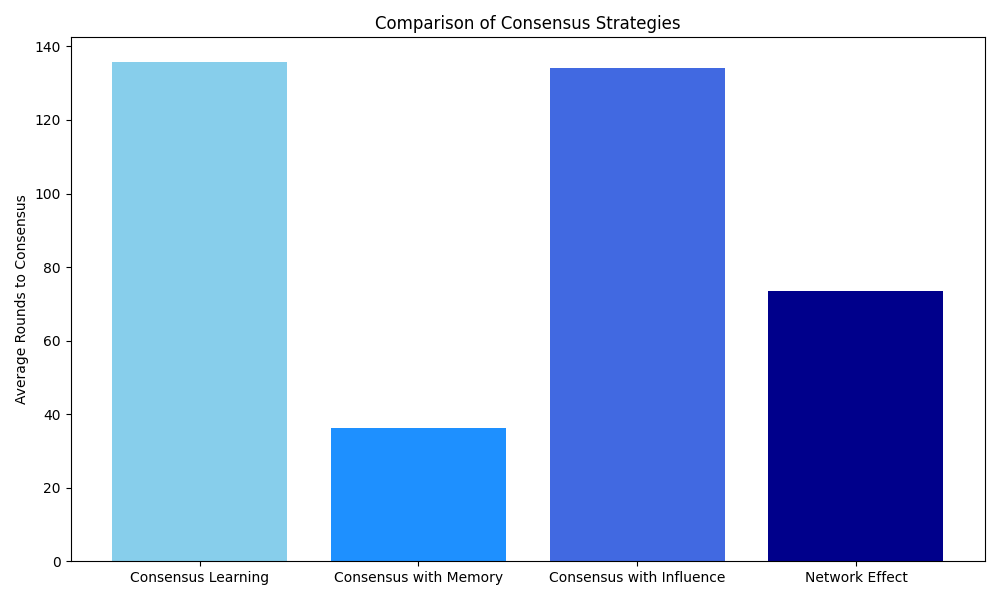 Comparison of Consensus Strategies
Average Rounds to Consensus
140
120
100
80
60
40
20
0
Consensus Learning
Consensus with Memory
Consensus with Influence
Network Effect